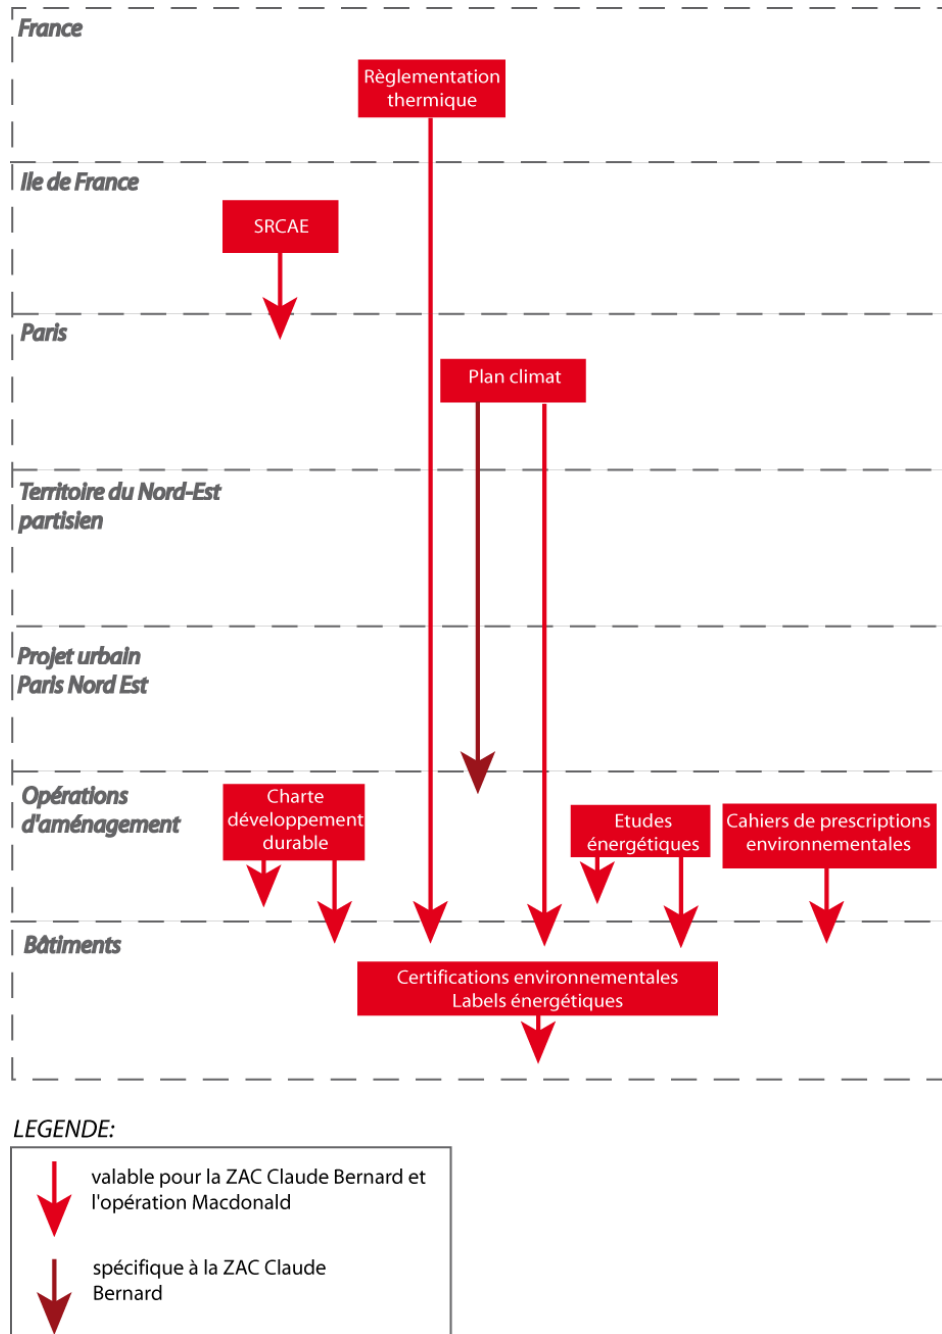 France
Règlementation
thermique
Ile de France
SRCAE
Paris
Plan climat
Territoire du Nord-Est
partisien
Projet urbain
Paris Nord Est
Opérations
d'aménagement
Charte
développement
durable
Etudes
énergétiques
Cahiers de prescriptions
environnementales
Bâtiments
Certifications environnementales
Labels énergétiques
LEGENDE:
valable pour la ZAC Claude Bernard et
l'opération Macdonald
spécifique à la ZAC Claude
Bernard